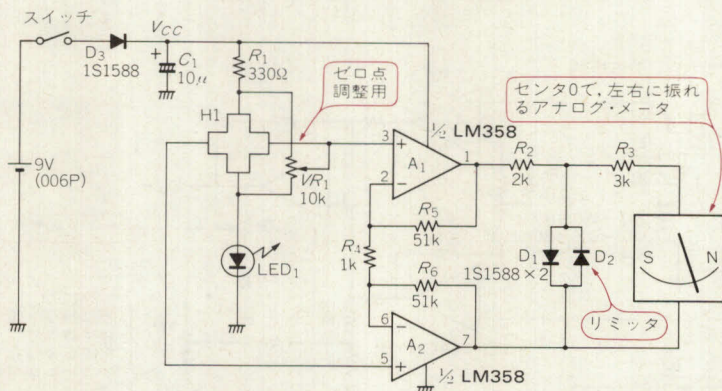 スイッチ
D3
1S1588
VCC
+
C1
10μ
R1
330Ω
ゼロ点
調整用
H1
VR1
10k
9V
(006P)
LED1
3
+
2
−
A1
1
½ LM358
R4
1k
R5
51k
R6
51k
6
−
5
+
A2
7
½ LM358
R2
2k
R3
3k
D1
D2
1S1588×2
リミッタ
センタ0で,左右に振れ
るアナログ・メータ
S
N